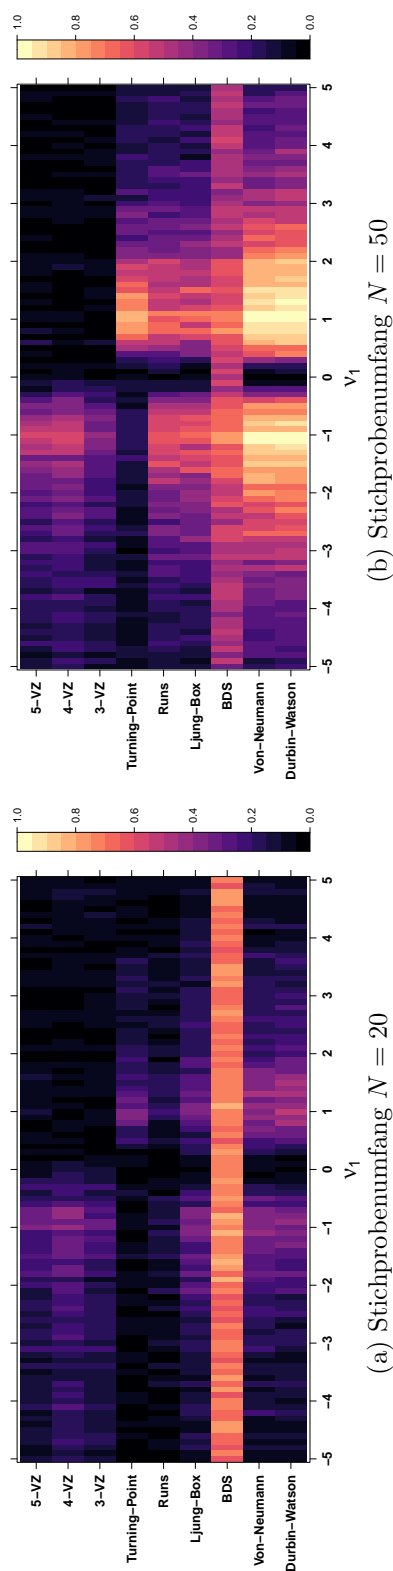 5−VZ
4−VZ
3−VZ
Turning−Point
Runs
Ljung−Box
BDS
Von−Neumann
Durbin−Watson
−5 −4 −3 −2 −1 0 1 2 3 4 5
ν1
0.0 0.2 0.4 0.6 0.8 1.0
(a) Stichprobenumfang N = 20
5−VZ
4−VZ
3−VZ
Turning−Point
Runs
Ljung−Box
BDS
Von−Neumann
Durbin−Watson
−5 −4 −3 −2 −1 0 1 2 3 4 5
ν1
0.0 0.2 0.4 0.6 0.8 1.0
(b) Stichprobenumfang N = 50